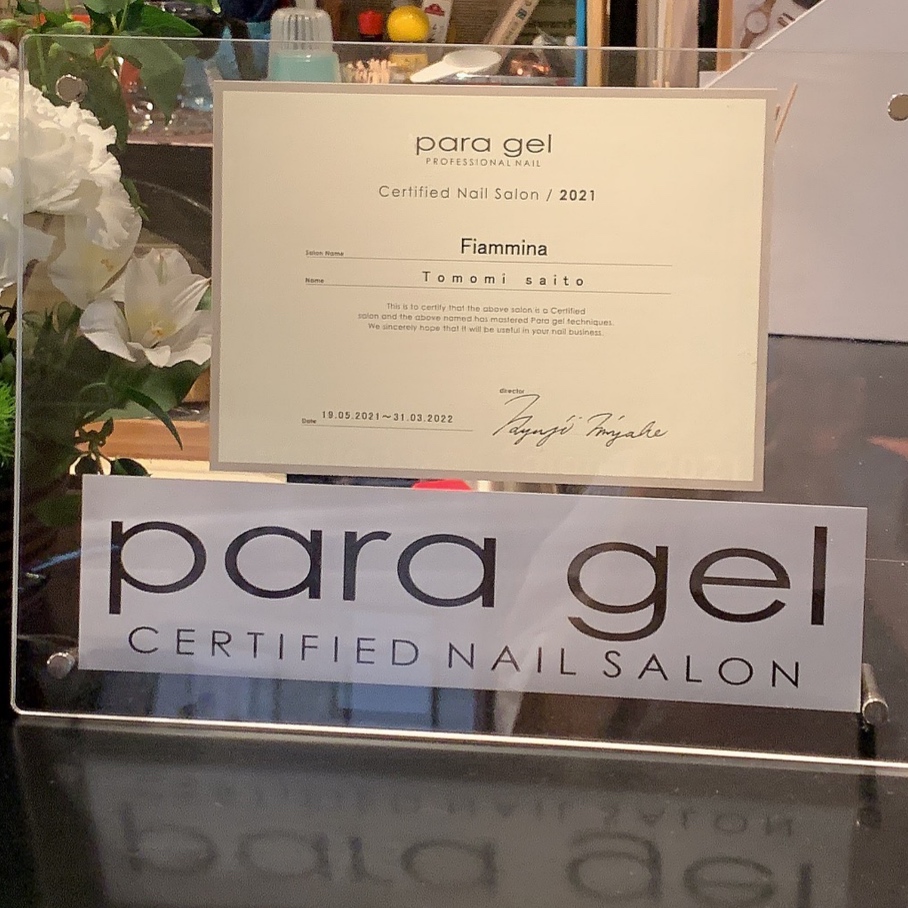 para gel
PROFESSIONAL NAIL
Certified Nail Salon / 2021
Salon Name Fiammina
Name Tomomi saito
This is to certify that the above salon is a Certified
salon and the above named has mastered Para gel techniques.
We sincerely hope that it will be useful in your nail business.
director
Date 19.05.2021~31.03.2022
para gel
CERTIFIED NAIL SALON